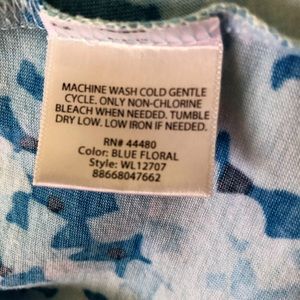 MACHINE WASH COLD GENTLE
CYCLE. ONLY NON-CHLORINE
BLEACH WHEN NEEDED. TUMBLE
DRY LOW. LOW IRON IF NEEDED.
RN# 44480
Color: BLUE FLORAL
Style: WL12707
88668047662